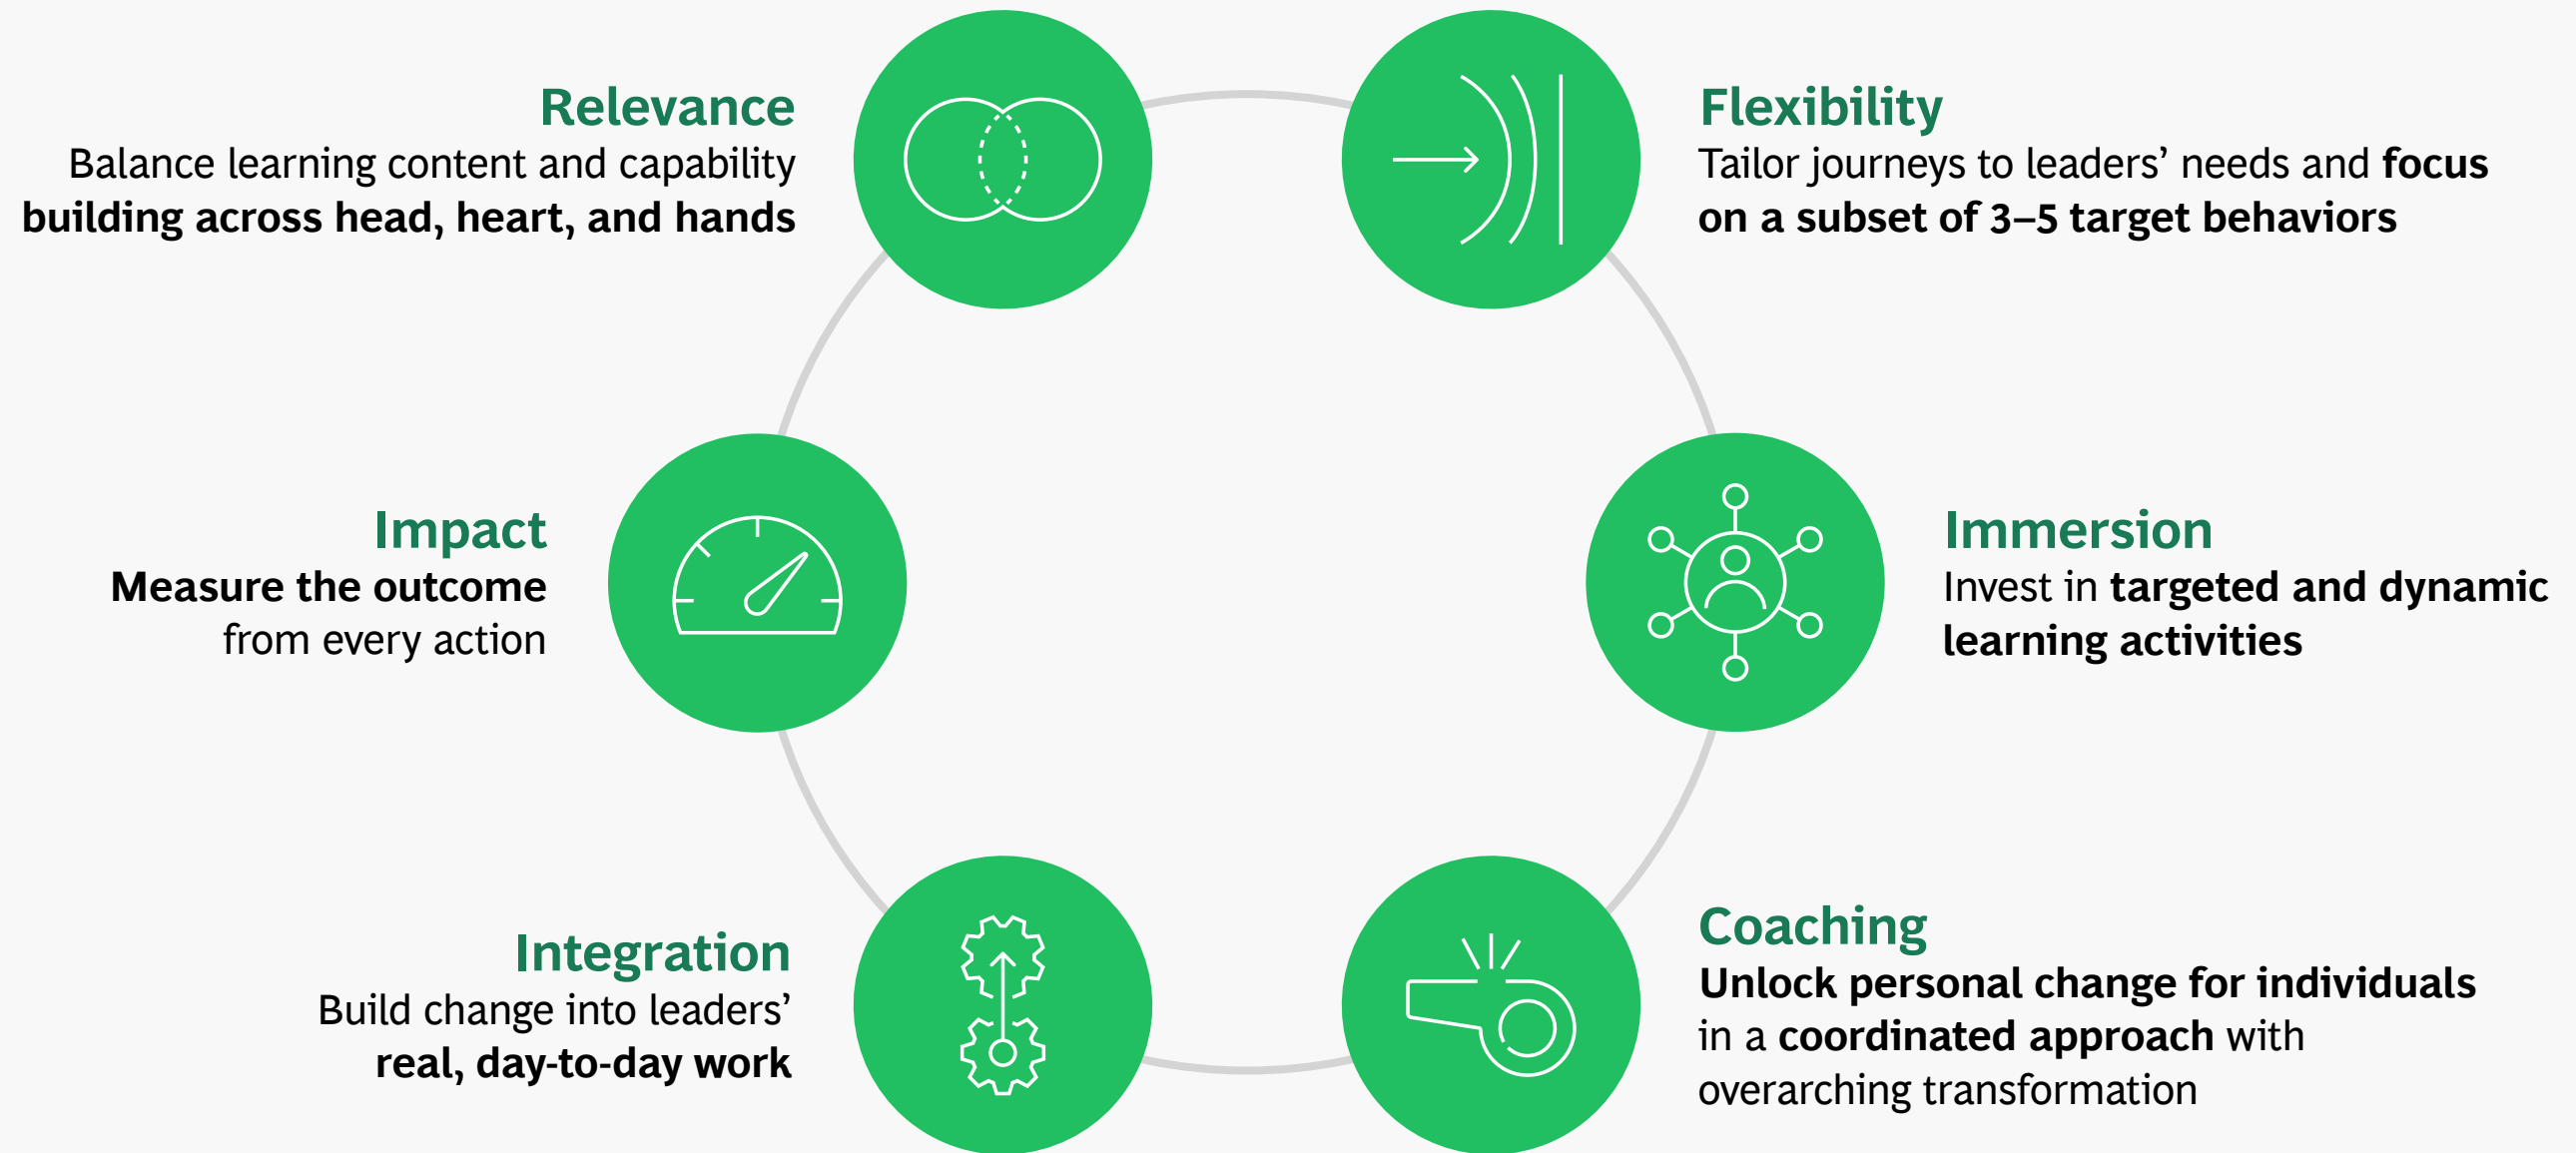 Relevance
Balance learning content and capability
building across head, heart, and hands
Flexibility
Tailor journeys to leaders’ needs and focus
on a subset of 3–5 target behaviors
Impact
Measure the outcome
from every action
Immersion
Invest in targeted and dynamic
learning activities
Integration
Build change into leaders’
real, day-to-day work
Coaching
Unlock personal change for individuals
in a coordinated approach with
overarching transformation